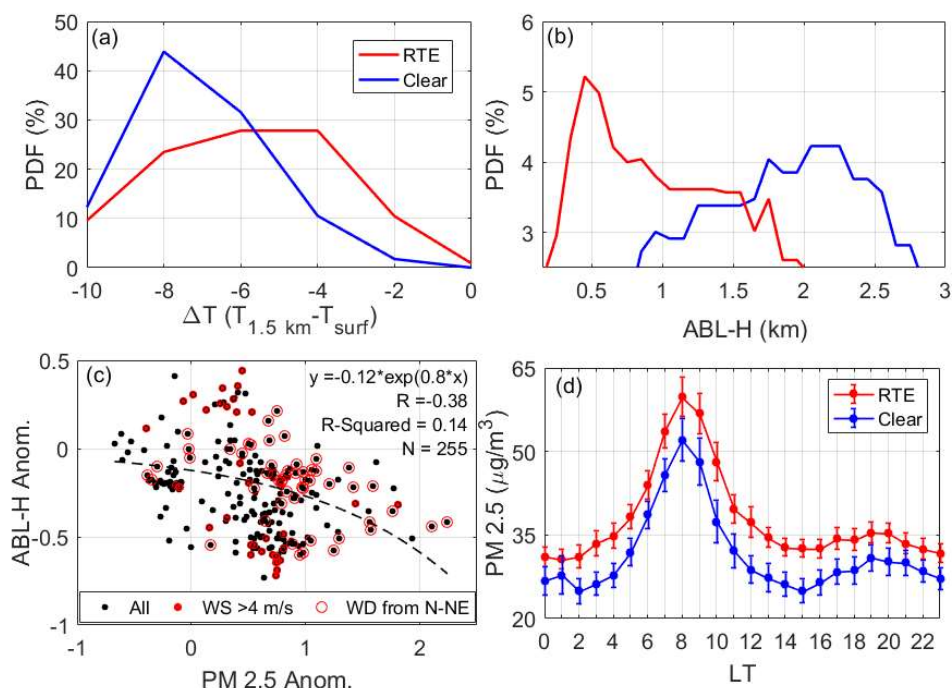 (a)
RTE
Clear
50
40
30
20
10
0
PDF (%)
-10 -8 -6 -4 -2 0
ΔT (T1.5 km-Tsurf)
(b)
6
5
4
3
PDF (%)
0.5 1 1.5 2 2.5 3
ABL-H (km)
(c)
y =-0.12*exp(0.8*x)
R =-0.38
R-Squared = 0.14
N = 255
0.5
0
-0.5
-1
ABL-H Anom.
All WS >4 m/s WD from N-NE
-1 0 1 2
PM 2.5 Anom.
(d)
RTE
Clear
65
50
35
20
PM 2.5 (μg/m3)
0 2 4 6 8 10 12 14 16 18 20 22
LT